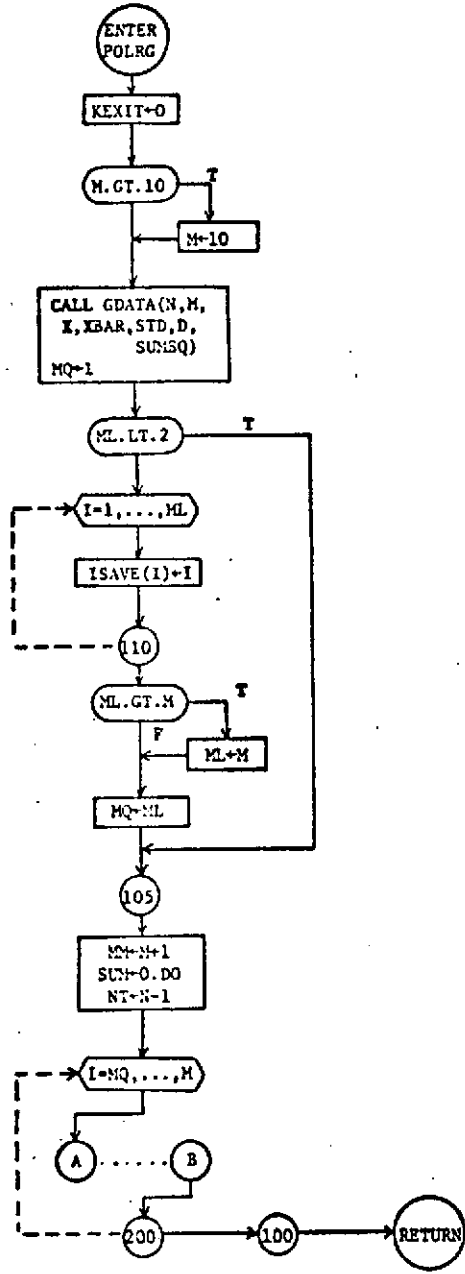 ENTER
POLRG
KEXIT←0
M.GT.10
T
M←10
CALL GDATA(N,M,
X,XBAR,STD,D,
SUMSQ)
MQ←1
ML.LT.2
T
I=1,...,ML
ISAVE(I)←I
110
ML.GT.M
T
F
ML←M
MQ←ML
105
MM←M+1
SUM←0.D0
NT←N-1
I=MQ,...,M
A ..... B
200
100
RETURN